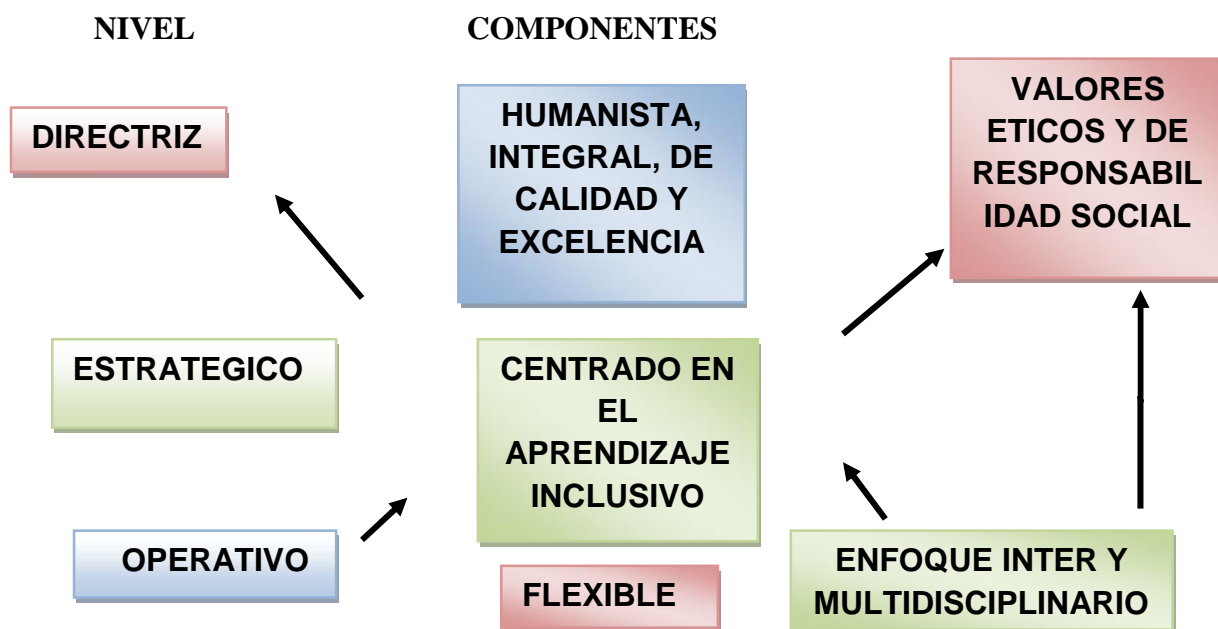 NIVEL
COMPONENTES
DIRECTRIZ
HUMANISTA,
INTEGRAL, DE
CALIDAD Y
EXCELENCIA
VALORES
ETICOS Y DE
RESPONSABIL
IDAD SOCIAL
ESTRATEGICO
CENTRADO EN
EL
APRENDIZAJE
INCLUSIVO
OPERATIVO
FLEXIBLE
ENFOQUE INTER Y
MULTIDISCIPLINARIO